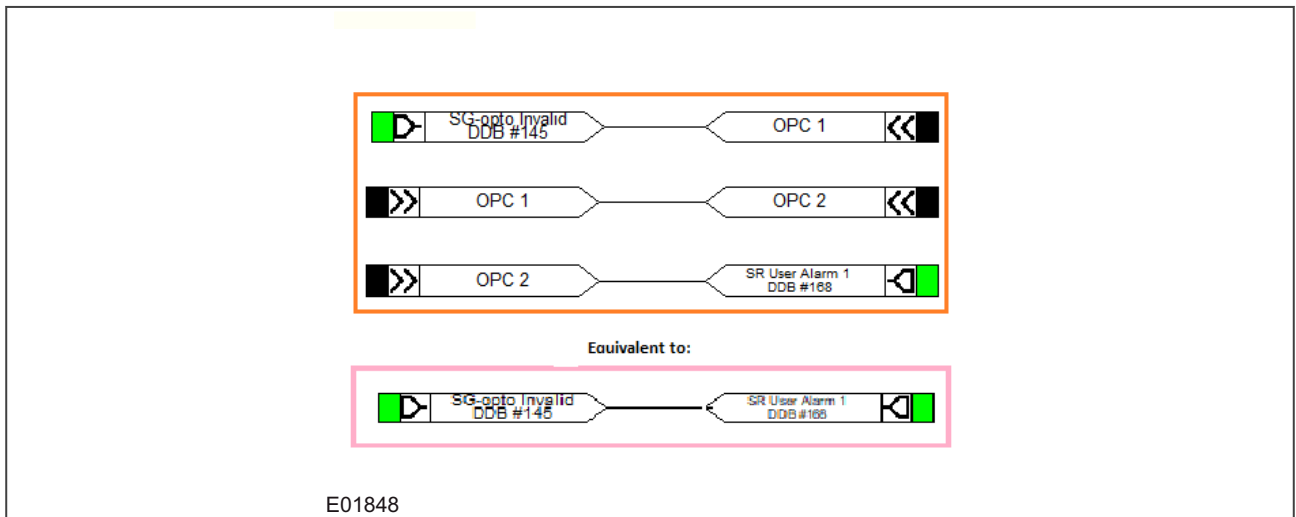 SG-opto Invalid
DDB #145
OPC 1
OPC 1
OPC 2
OPC 2
SR User Alarm 1
DDB #168
Equivalent to:
SG-opto Invalid
DDB #145
SR User Alarm 1
DDB #168
E01848